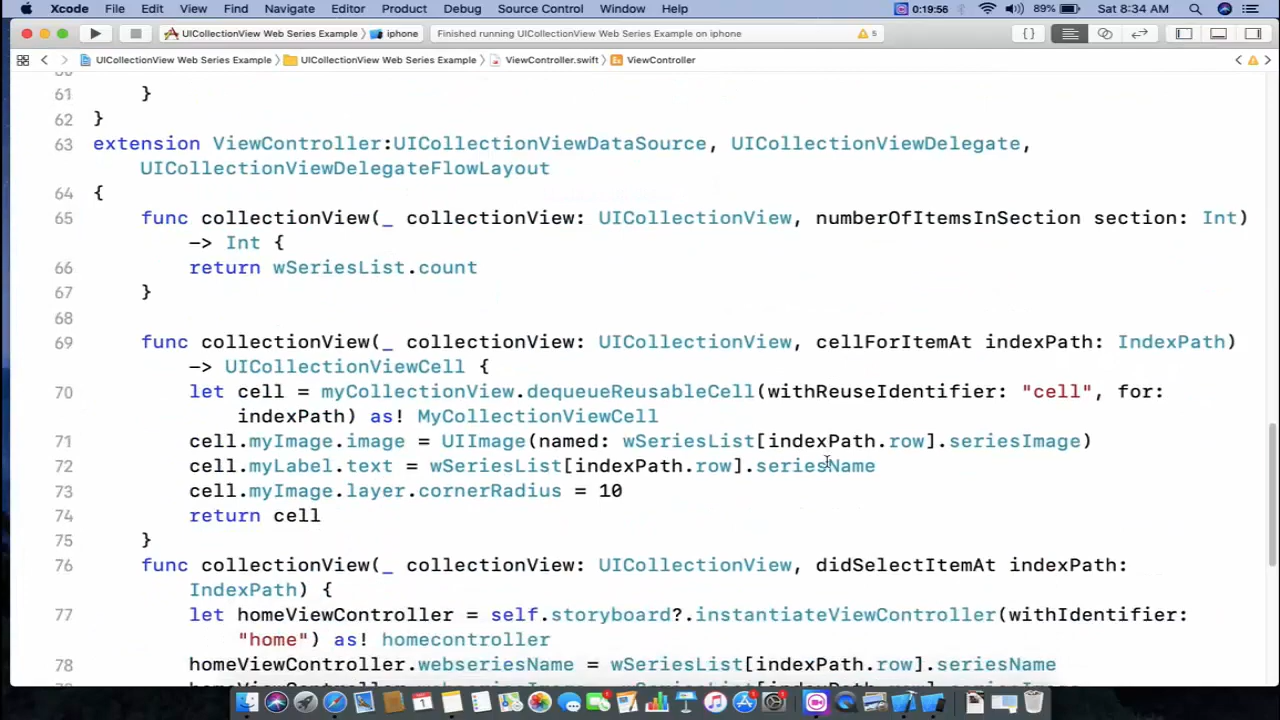 Xcode File Edit View Find Navigate Editor Product Debug Source Control Window Help 0:19:56 89% Sat 8:34 AM
UICollectionView Web Series Example iphone Finished running UICollectionView Web Series Example on iphone 5
UICollectionView Web Series Example UICollectionView Web Series Example ViewController.swift Ex ViewController
61 }
62 }
63 extension ViewController:UICollectionViewDataSource, UICollectionViewDelegate,
UICollectionViewDelegateFlowLayout
64 {
65 func collectionView(_ collectionView: UICollectionView, numberOfItemsInSection section: Int)
-> Int {
66 return wSeriesList.count
67 }
68
69 func collectionView(_ collectionView: UICollectionView, cellForItemAt indexPath: IndexPath)
-> UICollectionViewCell {
70 let cell = myCollectionView.dequeueReusableCell(withReuseIdentifier: "cell", for:
indexPath) as! MyCollectionViewCell
71 cell.myImage.image = UIImage(named: wSeriesList[indexPath.row].seriesImage)
72 cell.myLabel.text = wSeriesList[indexPath.row].seriesName
73 cell.myImage.layer.cornerRadius = 10
74 return cell
75 }
76 func collectionView(_ collectionView: UICollectionView, didSelectItemAt indexPath:
IndexPath) {
77 let homeViewController = self.storyboard?.instantiateViewController(withIdentifier:
"home") as! homecontroller
78 homeViewController.webseriesName = wSeriesList[indexPath.row].seriesName